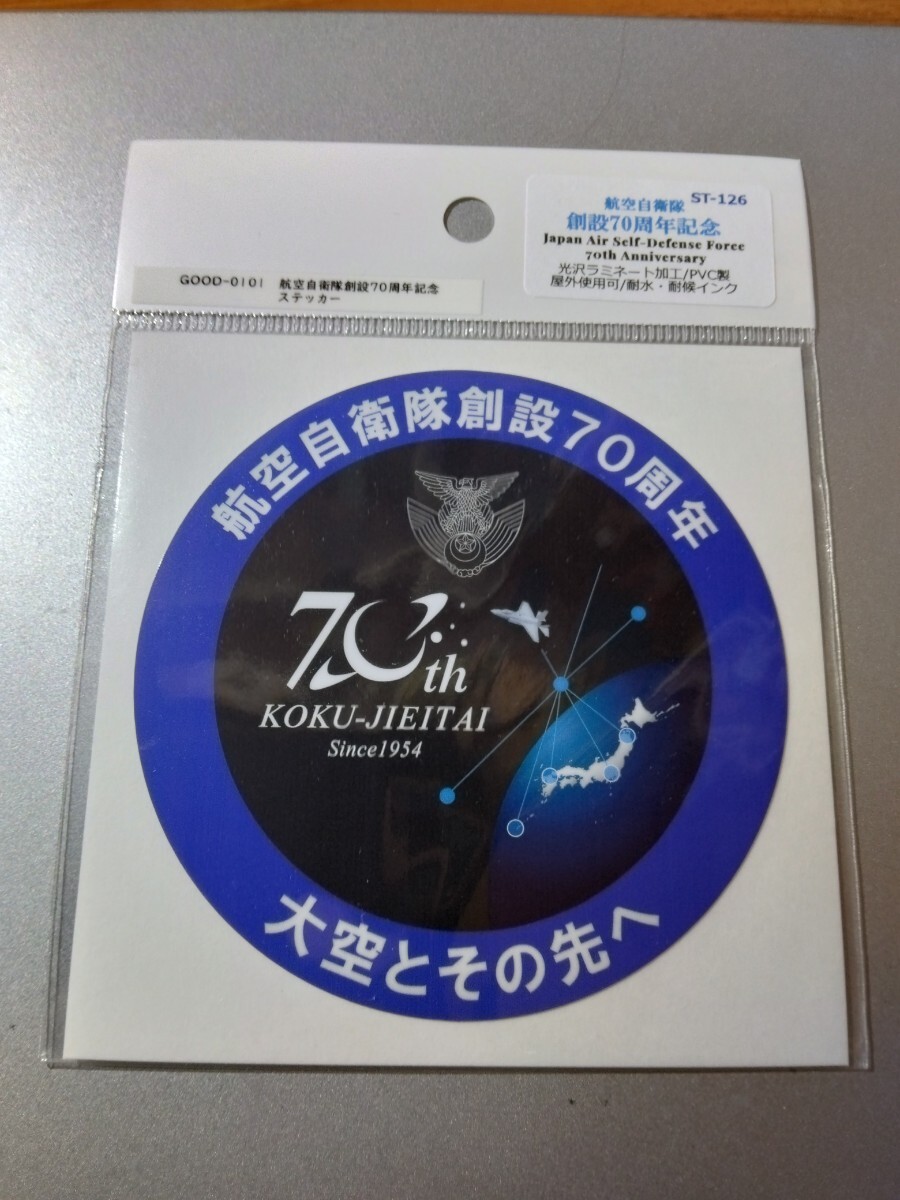 航空自衛隊 ST-126
創設70周年記念
Japan Air Self-Defense Force
70th Anniversary
光沢ラミネート加工/PVC製
屋外使用可/耐水・耐候インク
GOOD-0101 航空自衛隊創設70周年記念
ステッカー
航空自衛隊創設70周年
70th
KOKU-JIEITAI
Since1954
大空とその先へ